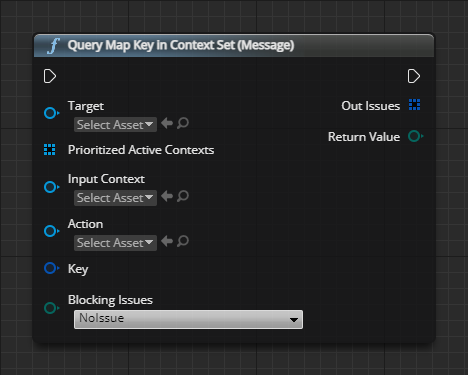 f Query Map Key in Context Set (Message)
Target
Out Issues
Select Asset
Return Value
Prioritized Active Contexts
Input Context
Select Asset
Action
Select Asset
Key
Blocking Issues
NoIssue